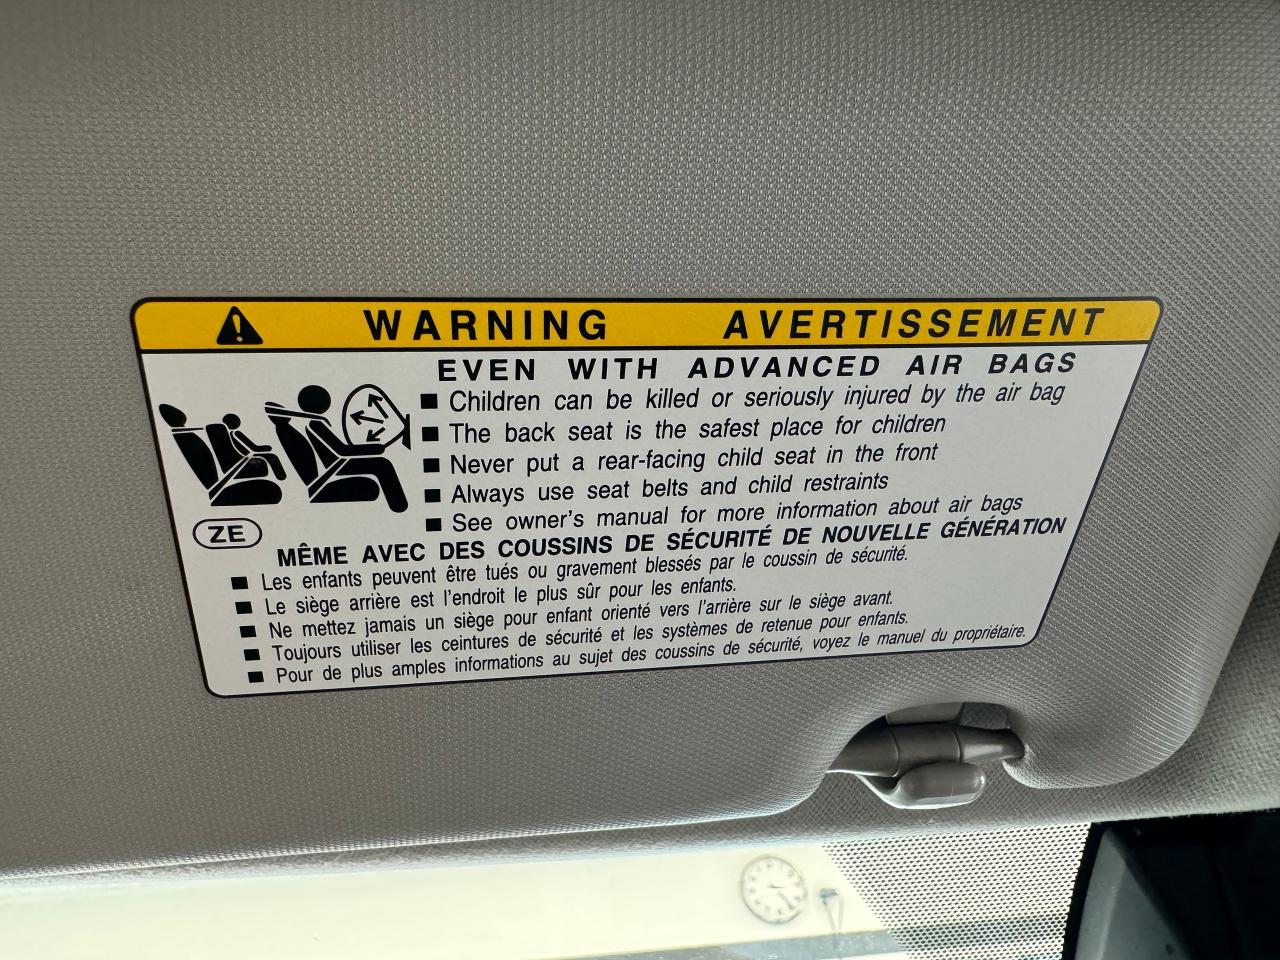 WARNING AVERTISSEMENT
EVEN WITH ADVANCED AIR BAGS
■ Children can be killed or seriously injured by the air bag
■ The back seat is the safest place for children
■ Never put a rear-facing child seat in the front
■ Always use seat belts and child restraints
■ See owner's manual for more information about air bags
ZE
MÊME AVEC DES COUSSINS DE SÉCURITÉ DE NOUVELLE GÉNÉRATION
■ Les enfants peuvent être tués ou gravement blessés par le coussin de sécurité.
■ Le siège arrière est l'endroit le plus sûr pour les enfants.
■ Ne mettez jamais un siège pour enfant orienté vers l'arrière sur le siège avant.
■ Toujours utiliser les ceintures de sécurité et les systèmes de retenue pour enfants.
■ Pour de plus amples informations au sujet des coussins de sécurité, voyez le manuel du propriétaire.